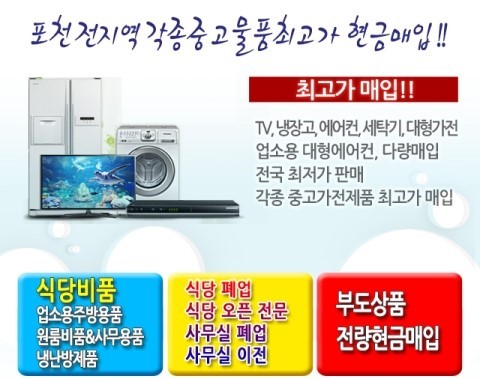 포천 전지역 각종중고물품최고가 현금매입!!
최고가 매입!!
TV, 냉장고, 에어컨, 세탁기, 대형가전
업소용 대형에어컨, 다량매입
전국 최저가 판매
각종 중고가전제품 최고가 매입
식당비품
업소용주방용품
원룸비품&사무용품
냉난방제품
식당 폐업
식당 오픈 전문
사무실 폐업
사무실 이전
부도상품
전량현금매입